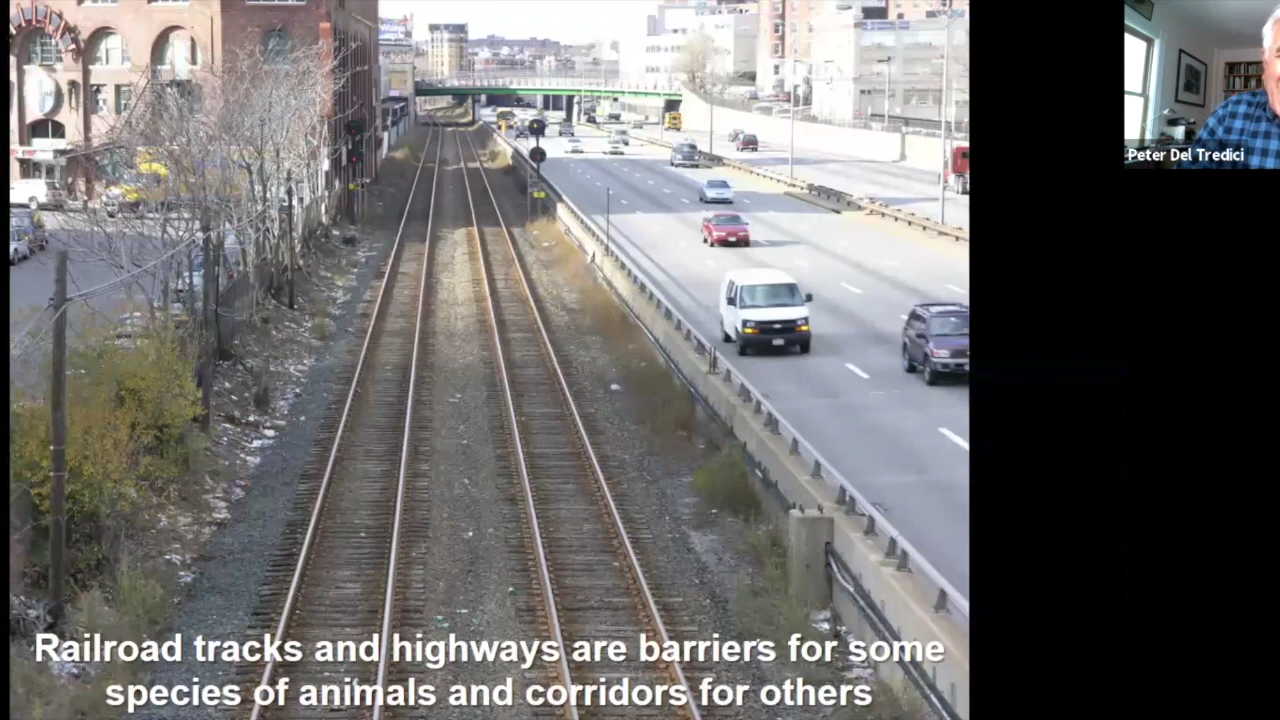 Peter Del Tredici
Railroad tracks and highways are barriers for some
species of animals and corridors for others